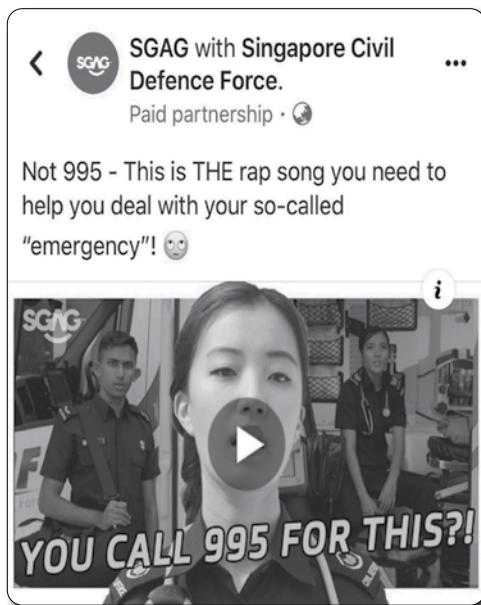 SGAG
SGAG with Singapore Civil
Defence Force.
Paid partnership ·
Not 995 - This is THE rap song you need to
help you deal with your so-called
"emergency"! 🙄
i
SGAG
YOU CALL 995 FOR THIS?!